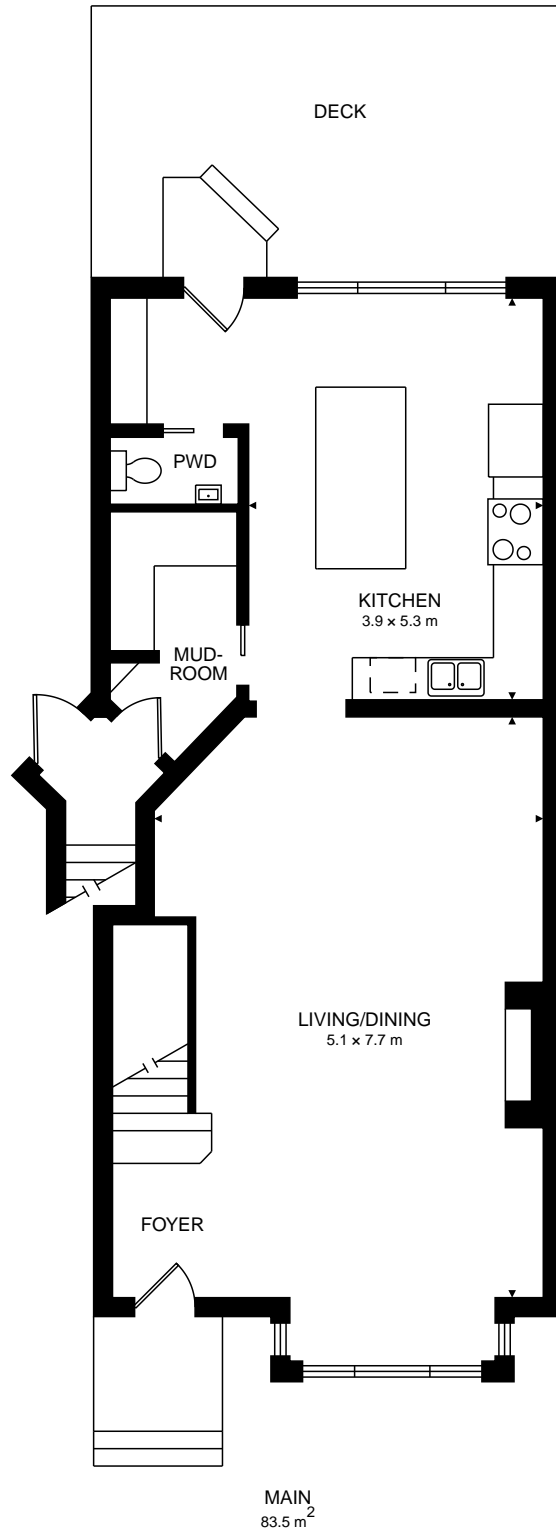 DECK
PWD
KITCHEN
3.9 × 5.3 m
MUD-
ROOM
LIVING/DINING
5.1 × 7.7 m
FOYER
MAIN
83.5 m²